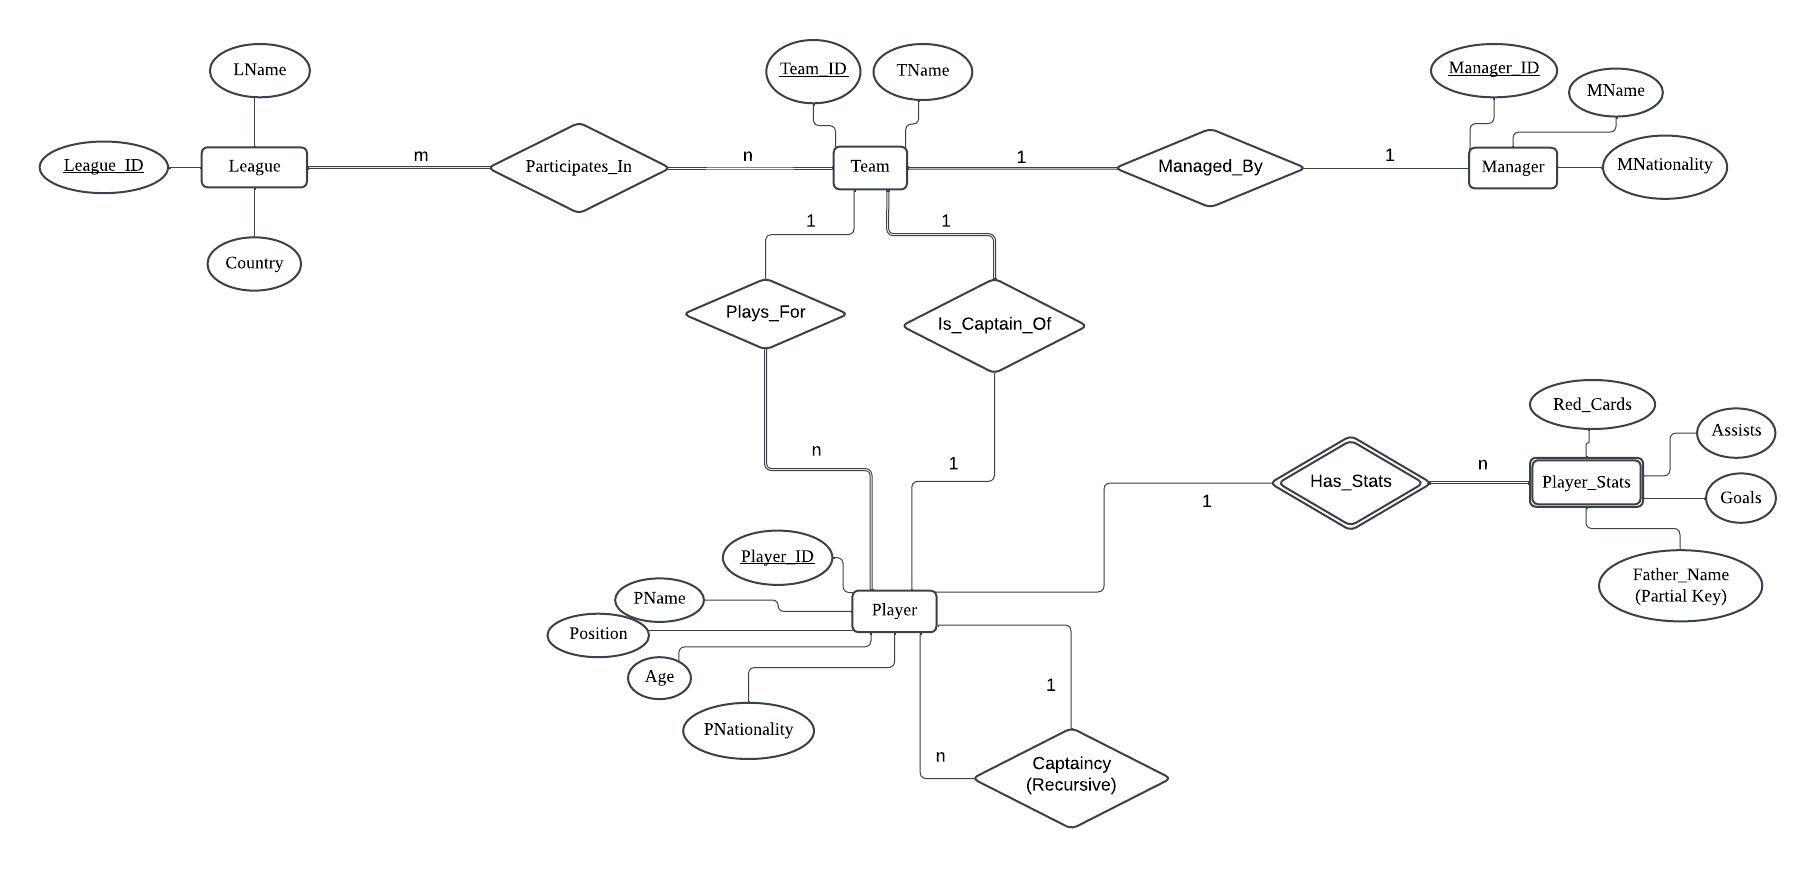 LName
Team_ID
TName
Manager_ID
MName
League_ID
League
m
Participates_In
n
Team
1
Managed_By
1
Manager
MNationality
1
1
Country
Plays_For
Is_Captain_Of
Red_Cards
Assists
n
1
Has_Stats
n
Player_Stats
1
Goals
Player_ID
Father_Name
(Partial Key)
PName
Player
Position
Age
1
PNationality
n
Captaincy
(Recursive)